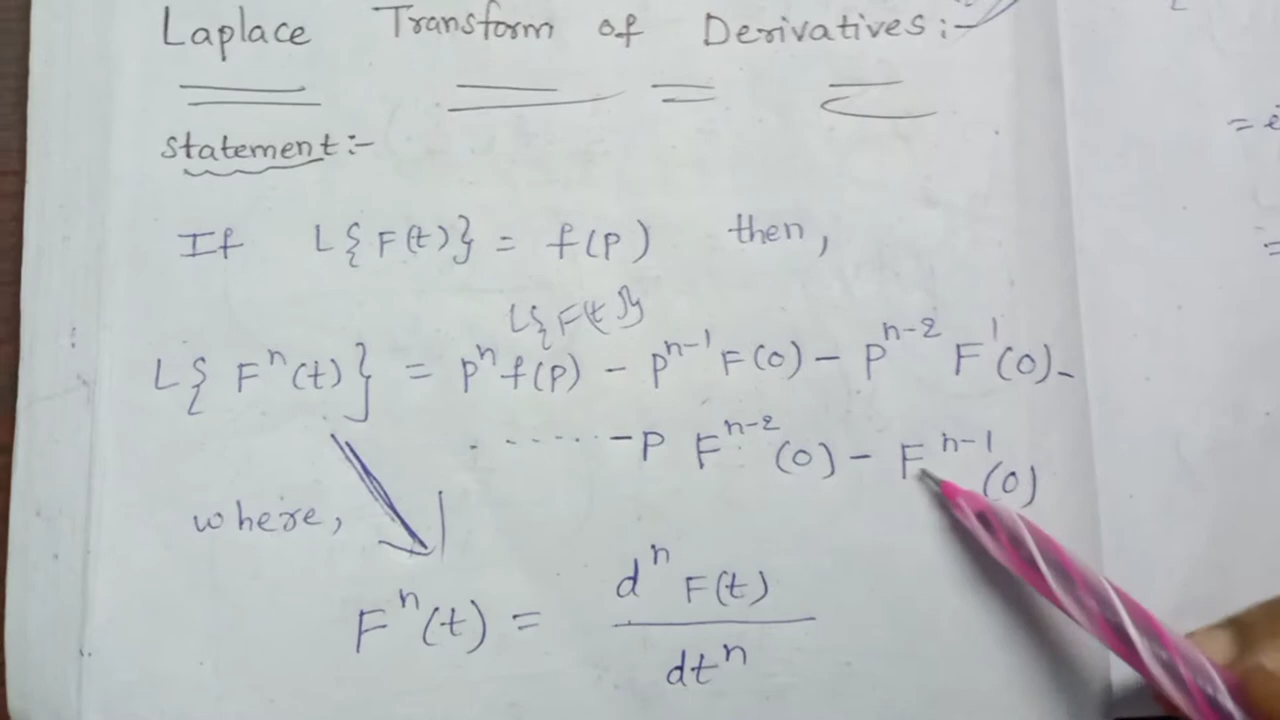 Laplace Transform of Derivatives:-
Statement:-
If L{F(t)} = f(p) then,
L{F(t)}
L{F^n(t)} = p^n f(p) - p^{n-1} F(0) - p^{n-2} F'(0) -
.......- p F^{n-2}(0) - F^{n-1}(0)
where,
F^n(t) = d^n F(t) / dt^n
=